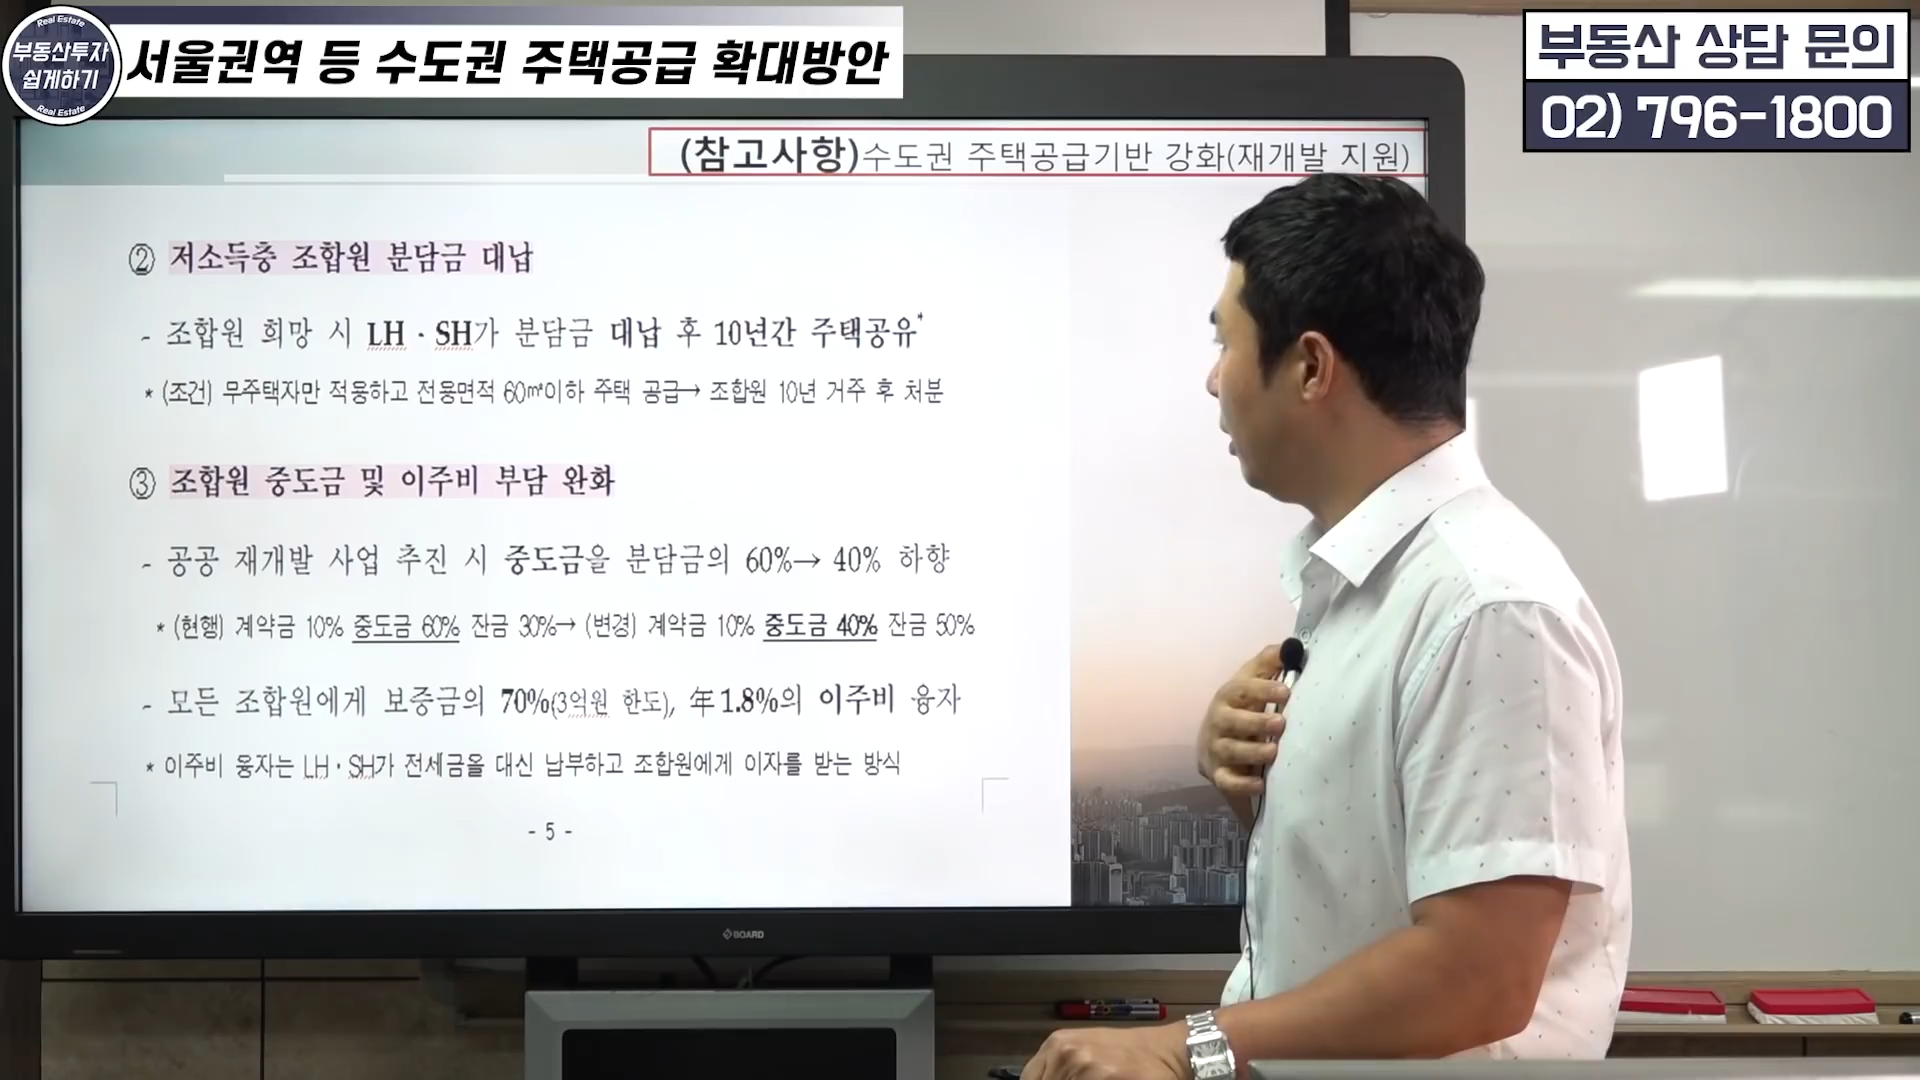 Real Estate
부동산투자
쉽게하기
Real Estate
서울권역 등 수도권 주택공급 확대방안
부동산 상담 문의
02) 796-1800
(참고사항)수도권 주택공급기반 강화(재개발 지원)
② 저소득층 조합원 분담금 대납
- 조합원 희망 시 LH · SH가 분담금 대납 후 10년간 주택공유*
* (조건) 무주택자만 적용하고 전용면적 60㎡이하 주택 공급→ 조합원 10년 거주 후 처분
③ 조합원 중도금 및 이주비 부담 완화
- 공공 재개발 사업 추진 시 중도금을 분담금의 60%→ 40% 하향
* (현행) 계약금 10% 중도금 60% 잔금 30%→ (변경) 계약금 10% 중도금 40% 잔금 50%
- 모든 조합원에게 보증금의 70%(3억원 한도), 年1.8%의 이주비 융자
* 이주비 융자는 LH · SH가 전세금을 대신 납부하고 조합원에게 이자를 받는 방식
- 5 -
BOARD